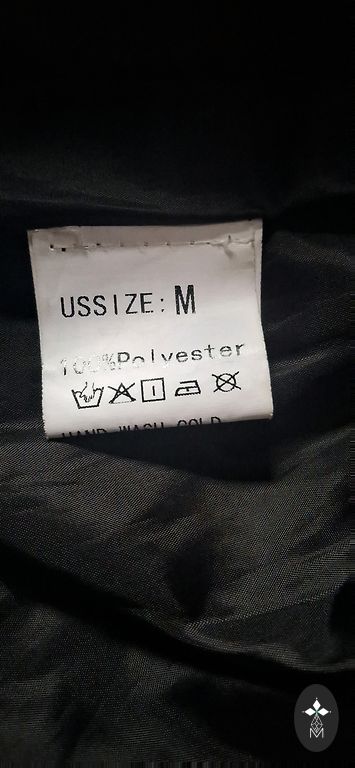 USSIZE: M
100%Polyester
HAND WASH COLD
M